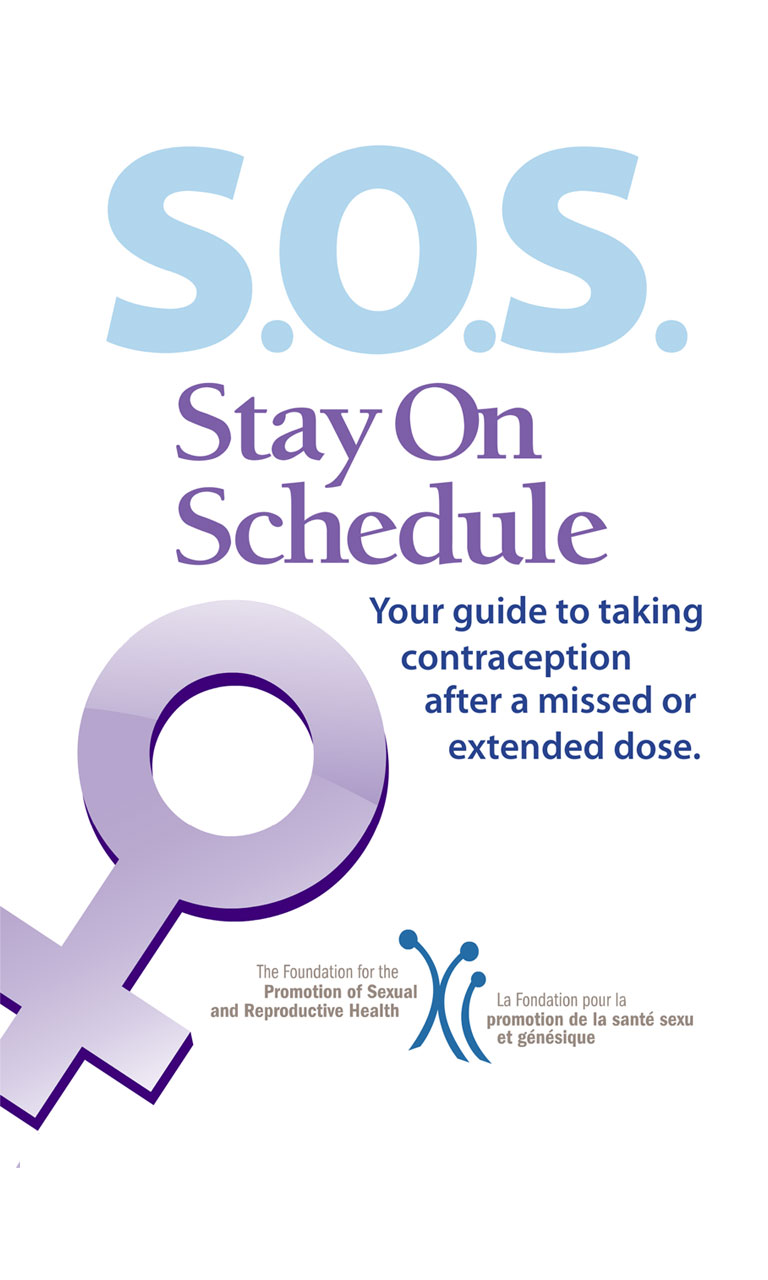 S.O.S.
Stay On
Schedule
Your guide to taking
contraception
after a missed or
extended dose.
The Foundation for the
Promotion of Sexual
and Reproductive Health
La Fondation pour la
promotion de la santé sexu
et génésique